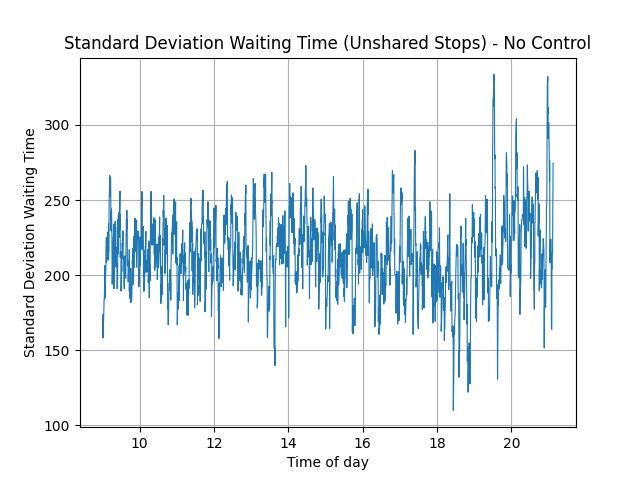 Standard Deviation Waiting Time (Unshared Stops) - No Control
Standard Deviation Waiting Time
300
250
200
150
100
10 12 14 16 18 20
Time of day